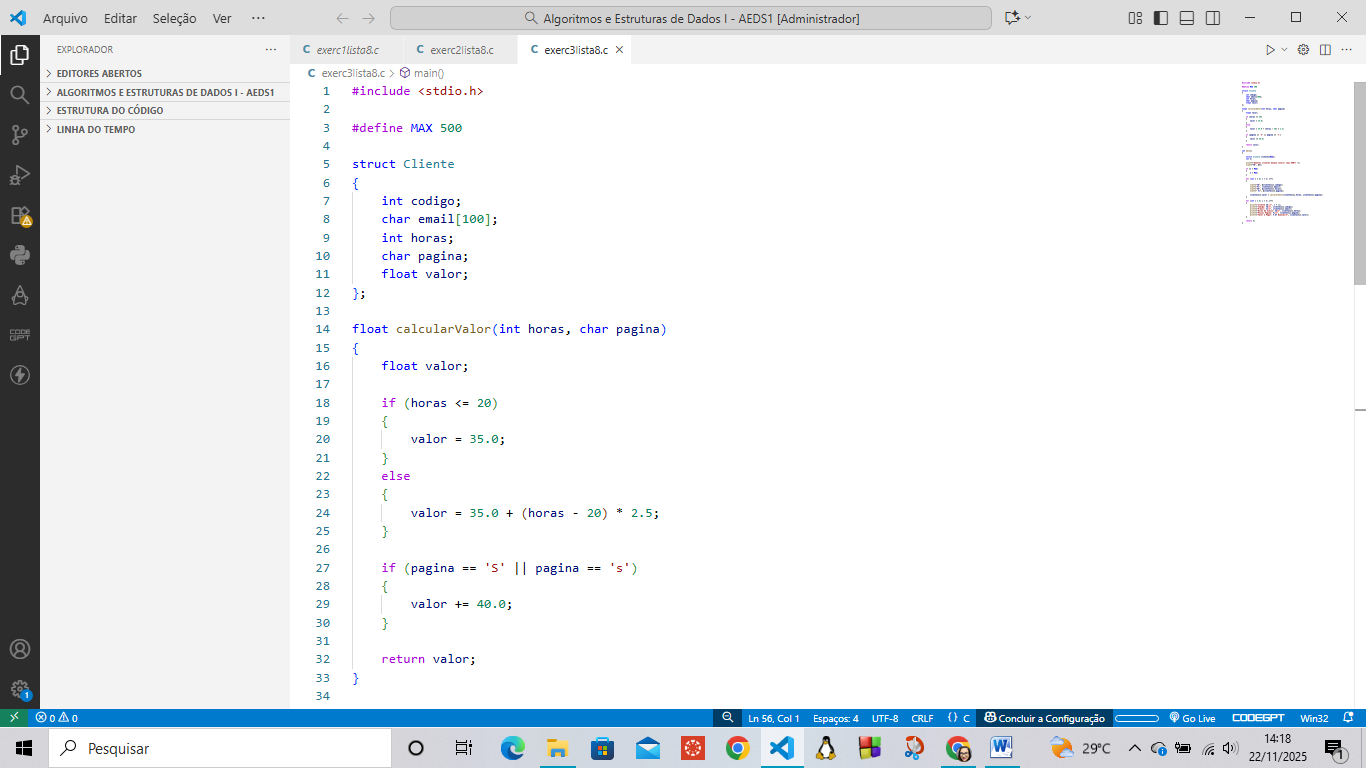 Arquivo Editar Seleção Ver ··· Algoritmos e Estruturas de Dados I - AEDS1 [Administrador]
EXPLORADOR ···
EDITORES ABERTOS
ALGORITMOS E ESTRUTURAS DE DADOS I - AEDS1
ESTRUTURA DO CÓDIGO
LINHA DO TEMPO
C exerc1lista8.c C exerc2lista8.c C exerc3lista8.c
C exerc3lista8.c > main()
1 #include <stdio.h>
2
3 #define MAX 500
4
5 struct Cliente
6 {
7 int codigo;
8 char email[100];
9 int horas;
10 char pagina;
11 float valor;
12 };
13
14 float calcularValor(int horas, char pagina)
15 {
16 float valor;
17
18 if (horas <= 20)
19 {
20 valor = 35.0;
21 }
22 else
23 {
24 valor = 35.0 + (horas - 20) * 2.5;
25 }
26
27 if (pagina == 'S' || pagina == 's')
28 {
29 valor += 40.0;
30 }
31
32 return valor;
33 }
34
CODE GPT
1
0 0 Ln 56, Col 1 Espaços: 4 UTF-8 CRLF {} C Concluir a Configuração Go Live CODEGPT Win32
Pesquisar 29°C 14:18
22/11/2025 1